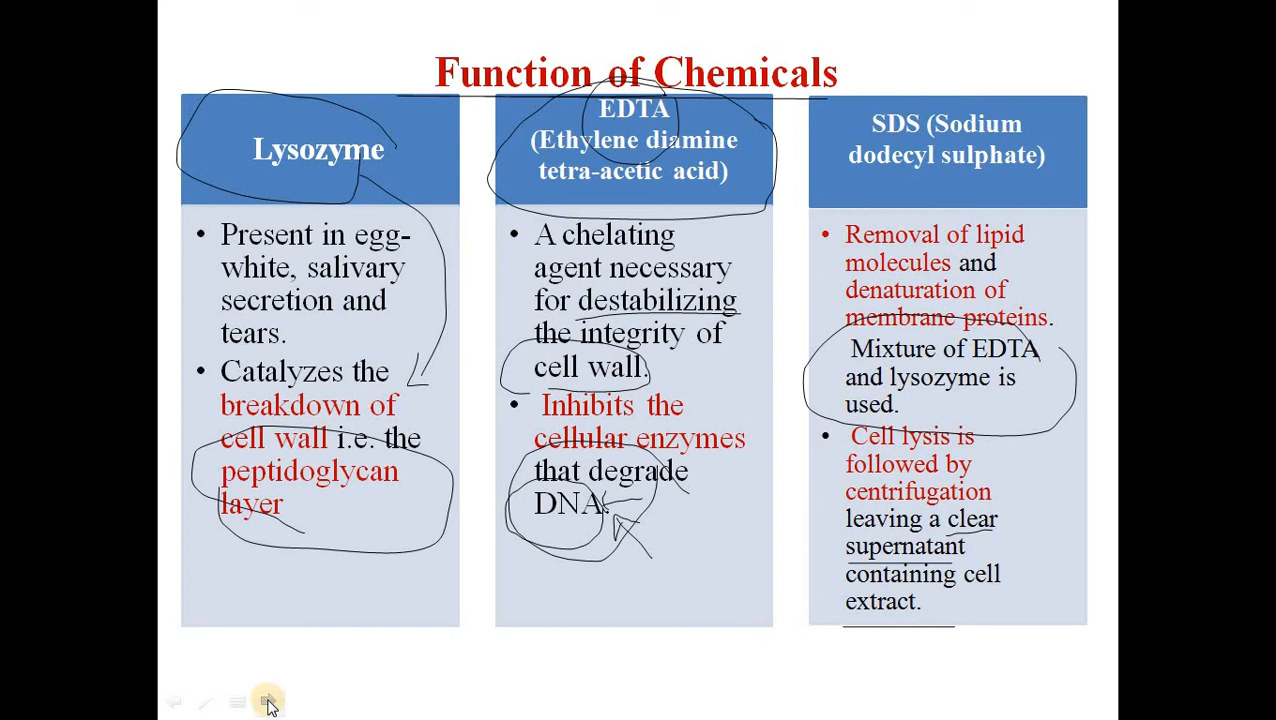 Function of Chemicals
Lysozyme
• Present in egg-
white, salivary
secretion and
tears.
• Catalyzes the
breakdown of
cell wall i.e. the
peptidoglycan
layer
EDTA
(Ethylene diamine
tetra-acetic acid)
• A chelating
agent necessary
for destabilizing
the integrity of
cell wall.
• Inhibits the
cellular enzymes
that degrade
DNA.
SDS (Sodium
dodecyl sulphate)
• Removal of lipid
molecules and
denaturation of
membrane proteins.
Mixture of EDTA
and lysozyme is
used.
• Cell lysis is
followed by
centrifugation
leaving a clear
supernatant
containing cell
extract.